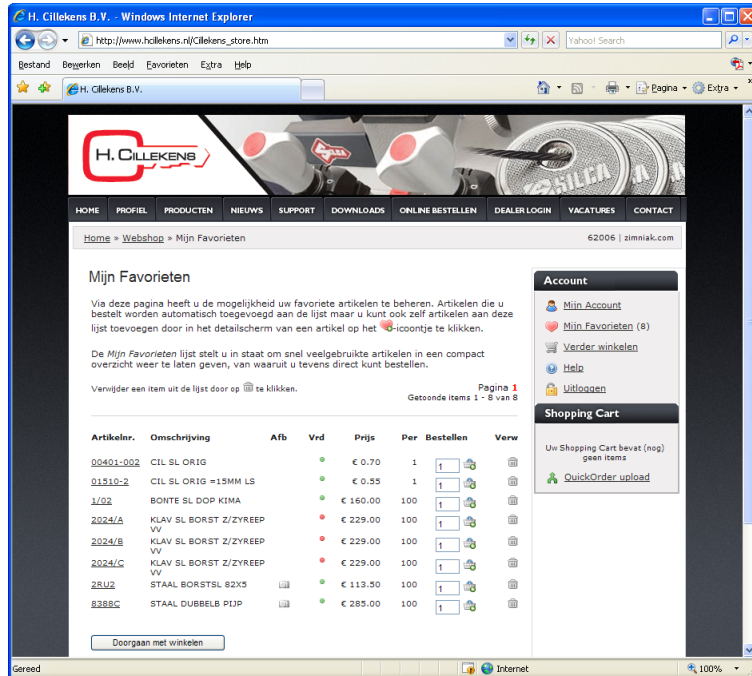 H. Cillekens B.V. - Windows Internet Explorer
http://www.hcillekens.nl/Cillekens_store.htm
Yahoo! Search
Bestand Bewerken Beeld Favorieten Extra Help
H. Cillekens B.V.
Pagina Extra
H. CILLEKENS
SILCA
SILCA
HOME PROFIEL PRODUCTEN NIEUWS SUPPORT DOWNLOADS ONLINE BESTELLEN DEALER LOGIN VACATURES CONTACT
Home » Webshop » Mijn Favorieten
62006 | zimniak.com
Mijn Favorieten
Via deze pagina heeft u de mogelijkheid uw favoriete artikelen te beheren. Artikelen die u
bestelt worden automatisch toegevoegd aan de lijst maar u kunt ook zelf artikelen aan deze
lijst toevoegen door in het detailscherm van een artikel op het -icoontje te klikken.
De Mijn Favorieten lijst stelt u in staat om snel veelgebruikte artikelen in een compact
overzicht weer te laten geven, van waaruit u tevens direct kunt bestellen.
Verwijder een item uit de lijst door op te klikken.
Pagina 1
Getoonde items 1 - 8 van 8
Artikelnr. Omschrijving Afb Vrd Prijs Per Bestellen Verw
00401-002 CIL SL ORIG € 0.70 1 1
01510-2 CIL SL ORIG =15MM LS € 0.55 1 1
1/02 BONTE SL DOP KIMA € 160.00 100 1
2024/A KLAV SL BORST Z/ZYREEP € 229.00 100 1
VV
2024/B KLAV SL BORST Z/ZYREEP € 229.00 100 1
VV
2024/C KLAV SL BORST Z/ZYREEP € 229.00 100 1
VV
2RU2 STAAL BORSTSL 82X5 € 113.50 100 1
8388C STAAL DUBBELB PIJP € 285.00 100 1
Doorgaan met winkelen
Account
Mijn Account
Mijn Favorieten (8)
Verder winkelen
Help
Uitloggen
Shopping Cart
Uw Shopping Cart bevat (nog)
geen items
QuickOrder upload
Gereed
Internet
100%